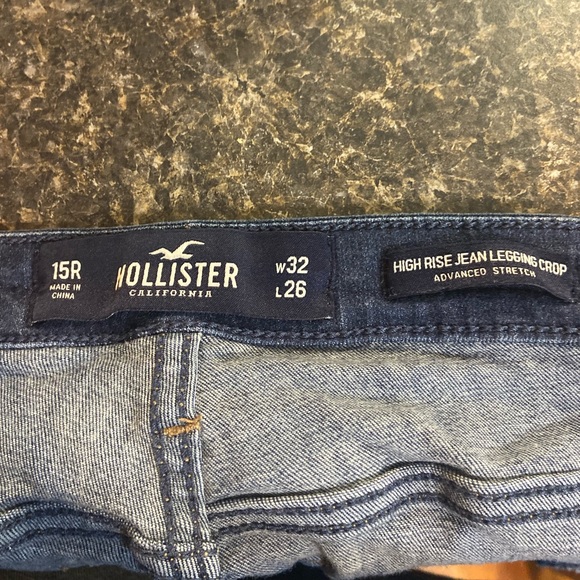 15R
MADE IN
CHINA
HOLLISTER
CALIFORNIA
W32
L26
HIGH RISE JEAN LEGGING CROP
ADVANCED STRETCH